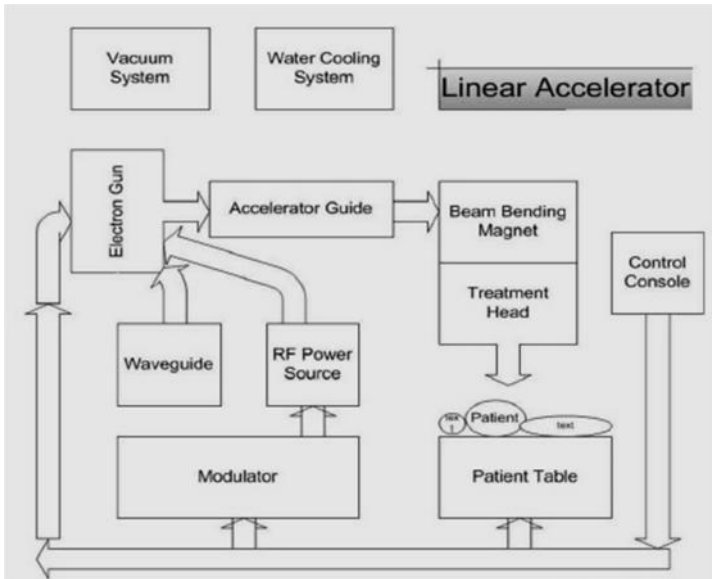 Vacuum
System
Water Cooling
System
Linear Accelerator
Electron Gun
Accelerator Guide
Beam Bending
Magnet
Treatment
Head
Control
Console
Waveguide
RF Power
Source
Patient
text
Modulator
Patient Table